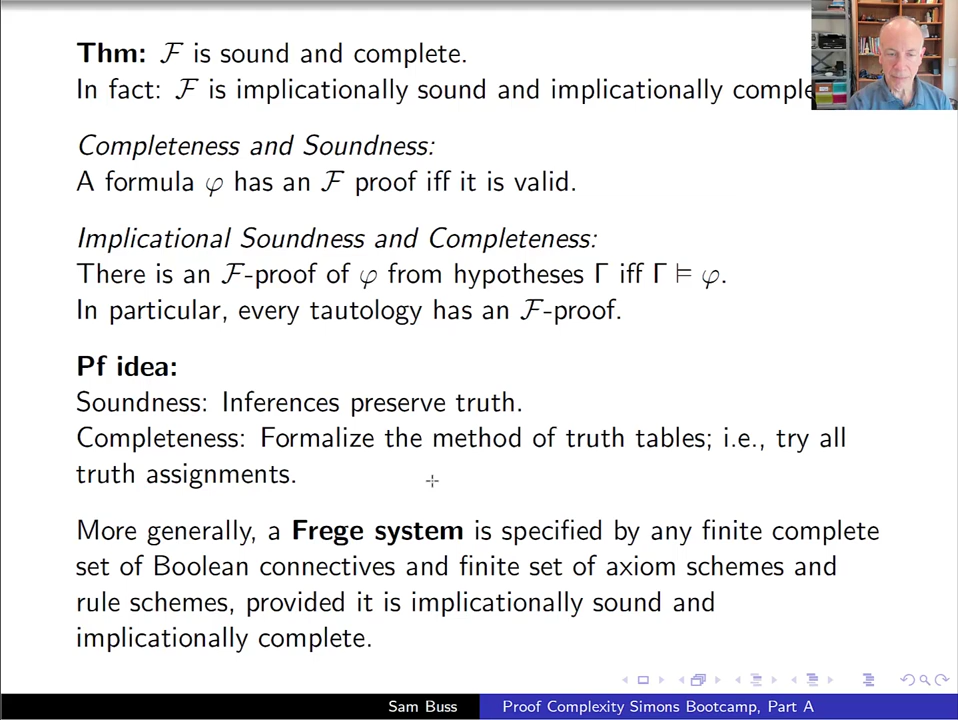 Thm: ℱ is sound and complete.
In fact: ℱ is implicationally sound and implicationally comple
Completeness and Soundness:
A formula φ has an ℱ proof iff it is valid.
Implicational Soundness and Completeness:
There is an ℱ-proof of φ from hypotheses Γ iff Γ ⊨ φ.
In particular, every tautology has an ℱ-proof.
Pf idea:
Soundness: Inferences preserve truth.
Completeness: Formalize the method of truth tables; i.e., try all
truth assignments.
More generally, a Frege system is specified by any finite complete
set of Boolean connectives and finite set of axiom schemes and
rule schemes, provided it is implicationally sound and
implicationally complete.
Sam Buss Proof Complexity Simons Bootcamp, Part A